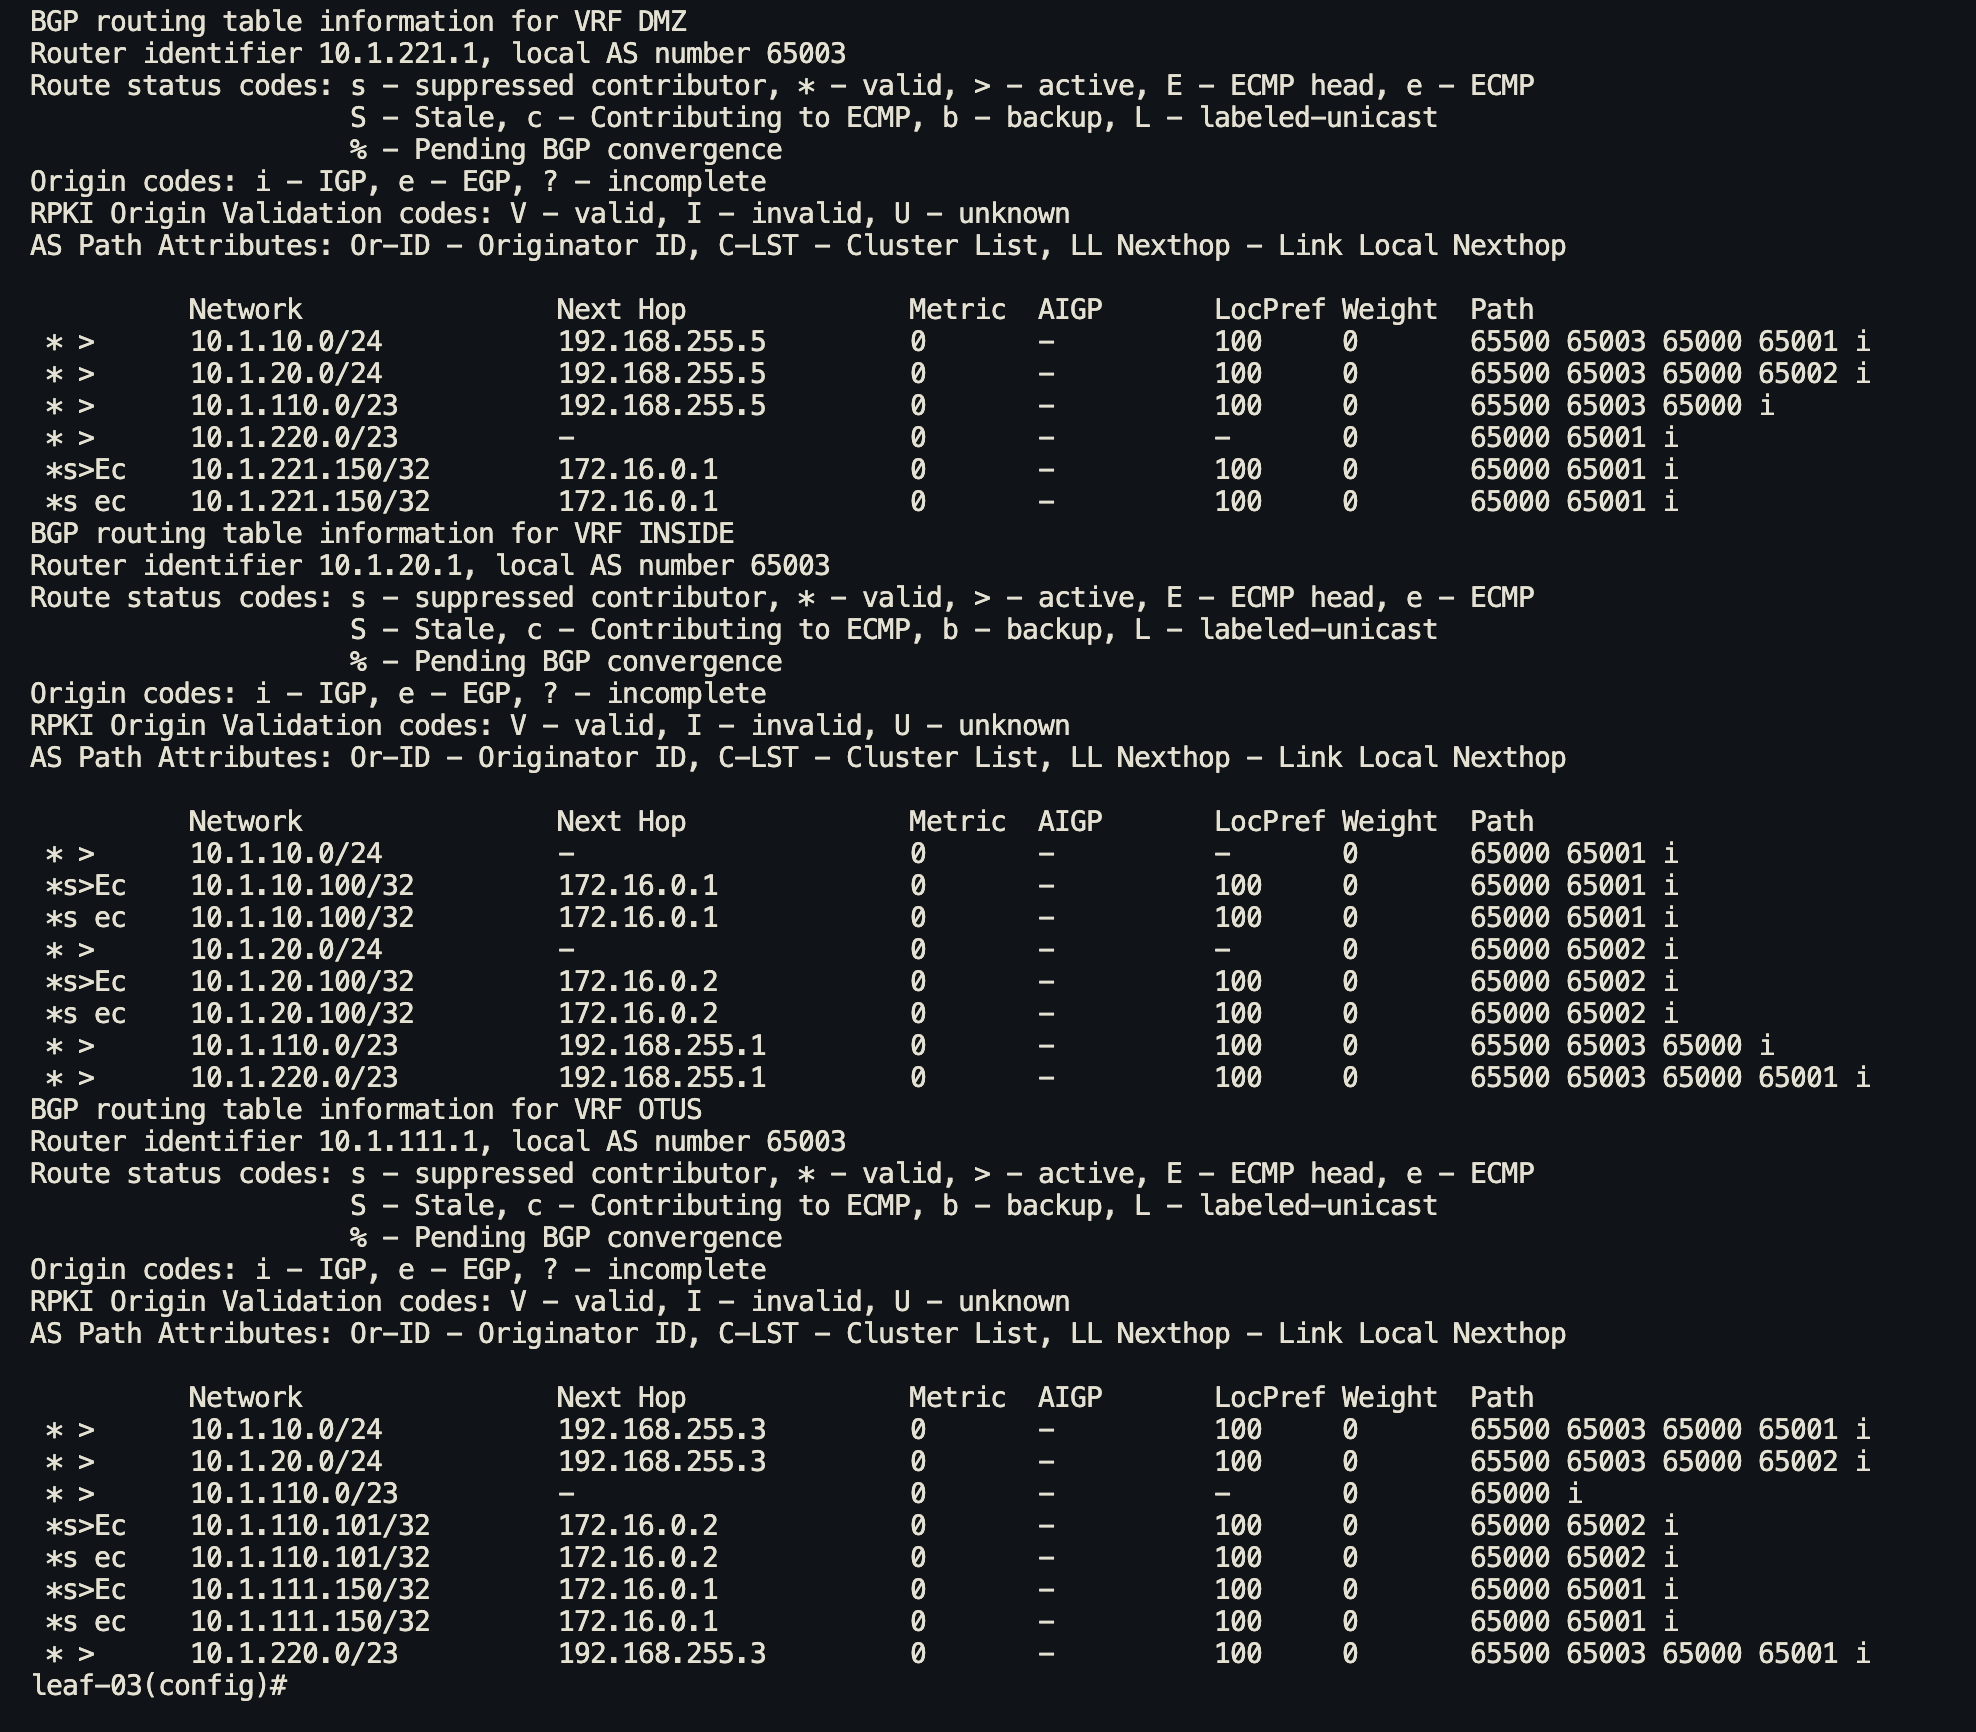 BGP routing table information for VRF DMZ
Router identifier 10.1.221.1, local AS number 65003
Route status codes: s - suppressed contributor, * - valid, > - active, E - ECMP head, e - ECMP
                    S - Stale, c - Contributing to ECMP, b - backup, L - labeled-unicast
                    % - Pending BGP convergence
Origin codes: i - IGP, e - EGP, ? - incomplete
RPKI Origin Validation codes: V - valid, I - invalid, U - unknown
AS Path Attributes: Or-ID - Originator ID, C-LST - Cluster List, LL Nexthop - Link Local Nexthop

          Network                Next Hop              Metric  AIGP       LocPref Weight  Path
 * >      10.1.10.0/24           192.168.255.5         0       -          100     0       65500 65003 65000 65001 i
 * >      10.1.20.0/24           192.168.255.5         0       -          100     0       65500 65003 65000 65002 i
 * >      10.1.110.0/23          192.168.255.5         0       -          100     0       65500 65003 65000 i
 * >      10.1.220.0/23          -                     0       -          -       0       65000 65001 i
 *s>Ec    10.1.221.150/32        172.16.0.1            0       -          100     0       65000 65001 i
 *s ec    10.1.221.150/32        172.16.0.1            0       -          100     0       65000 65001 i
BGP routing table information for VRF INSIDE
Router identifier 10.1.20.1, local AS number 65003
Route status codes: s - suppressed contributor, * - valid, > - active, E - ECMP head, e - ECMP
                    S - Stale, c - Contributing to ECMP, b - backup, L - labeled-unicast
                    % - Pending BGP convergence
Origin codes: i - IGP, e - EGP, ? - incomplete
RPKI Origin Validation codes: V - valid, I - invalid, U - unknown
AS Path Attributes: Or-ID - Originator ID, C-LST - Cluster List, LL Nexthop - Link Local Nexthop

          Network                Next Hop              Metric  AIGP       LocPref Weight  Path
 * >      10.1.10.0/24           -                     0       -          -       0       65000 65001 i
 *s>Ec    10.1.10.100/32         172.16.0.1            0       -          100     0       65000 65001 i
 *s ec    10.1.10.100/32         172.16.0.1            0       -          100     0       65000 65001 i
 * >      10.1.20.0/24           -                     0       -          -       0       65000 65002 i
 *s>Ec    10.1.20.100/32         172.16.0.2            0       -          100     0       65000 65002 i
 *s ec    10.1.20.100/32         172.16.0.2            0       -          100     0       65000 65002 i
 * >      10.1.110.0/23          192.168.255.1         0       -          100     0       65500 65003 65000 i
 * >      10.1.220.0/23          192.168.255.1         0       -          100     0       65500 65003 65000 65001 i
BGP routing table information for VRF OTUS
Router identifier 10.1.111.1, local AS number 65003
Route status codes: s - suppressed contributor, * - valid, > - active, E - ECMP head, e - ECMP
                    S - Stale, c - Contributing to ECMP, b - backup, L - labeled-unicast
                    % - Pending BGP convergence
Origin codes: i - IGP, e - EGP, ? - incomplete
RPKI Origin Validation codes: V - valid, I - invalid, U - unknown
AS Path Attributes: Or-ID - Originator ID, C-LST - Cluster List, LL Nexthop - Link Local Nexthop

          Network                Next Hop              Metric  AIGP       LocPref Weight  Path
 * >      10.1.10.0/24           192.168.255.3         0       -          100     0       65500 65003 65000 65001 i
 * >      10.1.20.0/24           192.168.255.3         0       -          100     0       65500 65003 65000 65002 i
 * >      10.1.110.0/23          -                     0       -          -       0       65000 i
 *s>Ec    10.1.110.101/32        172.16.0.2            0       -          100     0       65000 65002 i
 *s ec    10.1.110.101/32        172.16.0.2            0       -          100     0       65000 65002 i
 *s>Ec    10.1.111.150/32        172.16.0.1            0       -          100     0       65000 65001 i
 *s ec    10.1.111.150/32        172.16.0.1            0       -          100     0       65000 65001 i
 * >      10.1.220.0/23          192.168.255.3         0       -          100     0       65500 65003 65000 65001 i
leaf-03(config)#